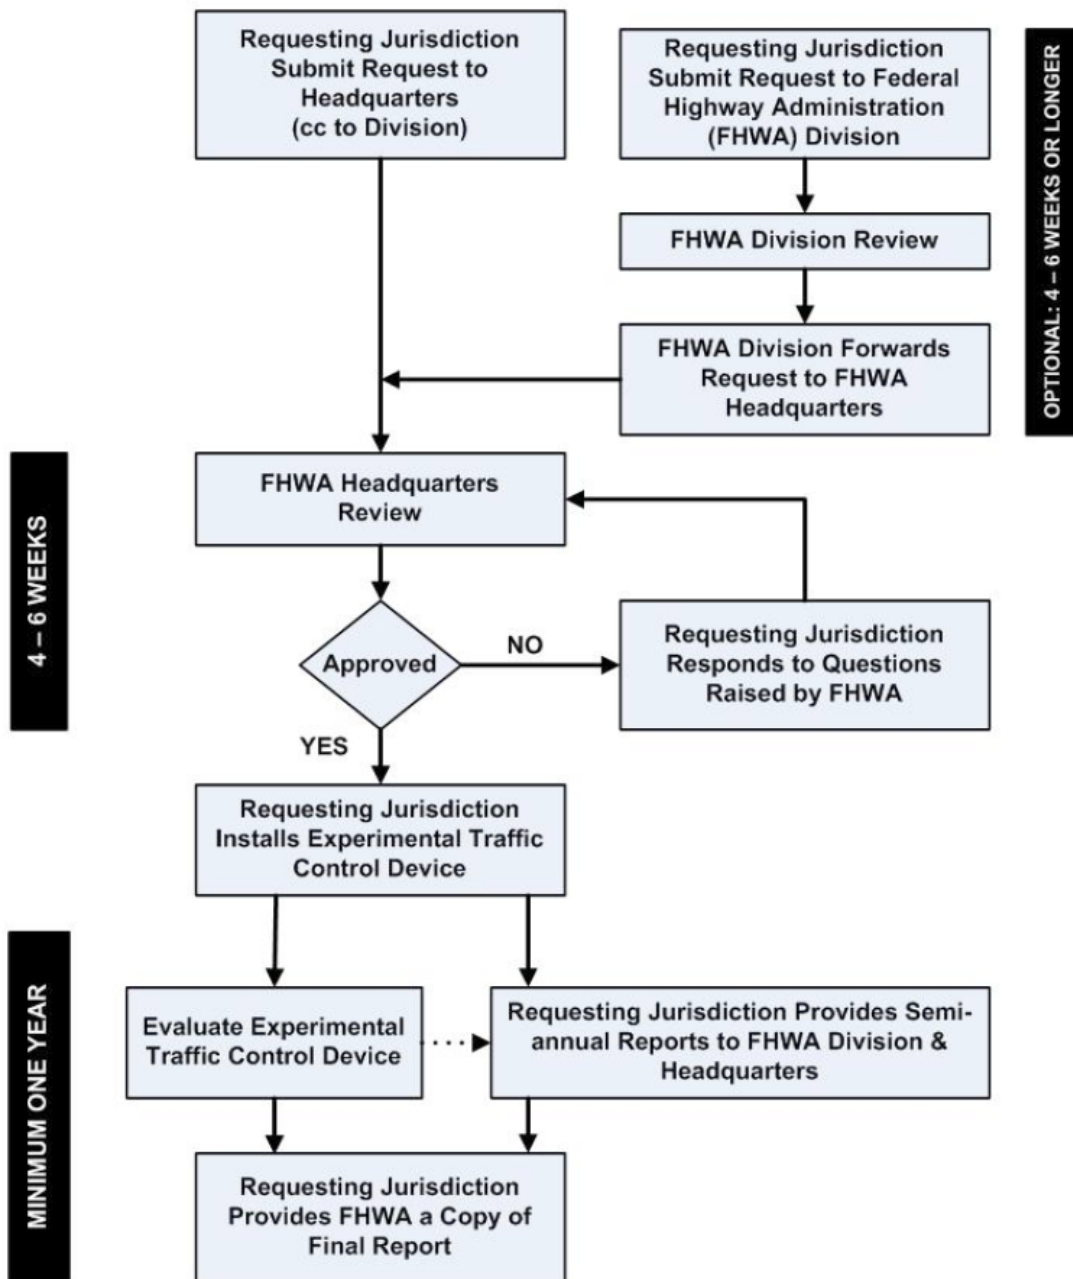 Requesting Jurisdiction
Submit Request to
Headquarters
(cc to Division)
Requesting Jurisdiction
Submit Request to Federal
Highway Administration
(FHWA) Division
OPTIONAL: 4 – 6 WEEKS OR LONGER
FHWA Division Review
FHWA Division Forwards
Request to FHWA
Headquarters
4 – 6 WEEKS
FHWA Headquarters
Review
Approved
NO
Requesting Jurisdiction
Responds to Questions
Raised by FHWA
YES
Requesting Jurisdiction
Installs Experimental Traffic
Control Device
MINIMUM ONE YEAR
Evaluate Experimental
Traffic Control Device
Requesting Jurisdiction Provides Semi-
annual Reports to FHWA Division &
Headquarters
Requesting Jurisdiction
Provides FHWA a Copy of
Final Report